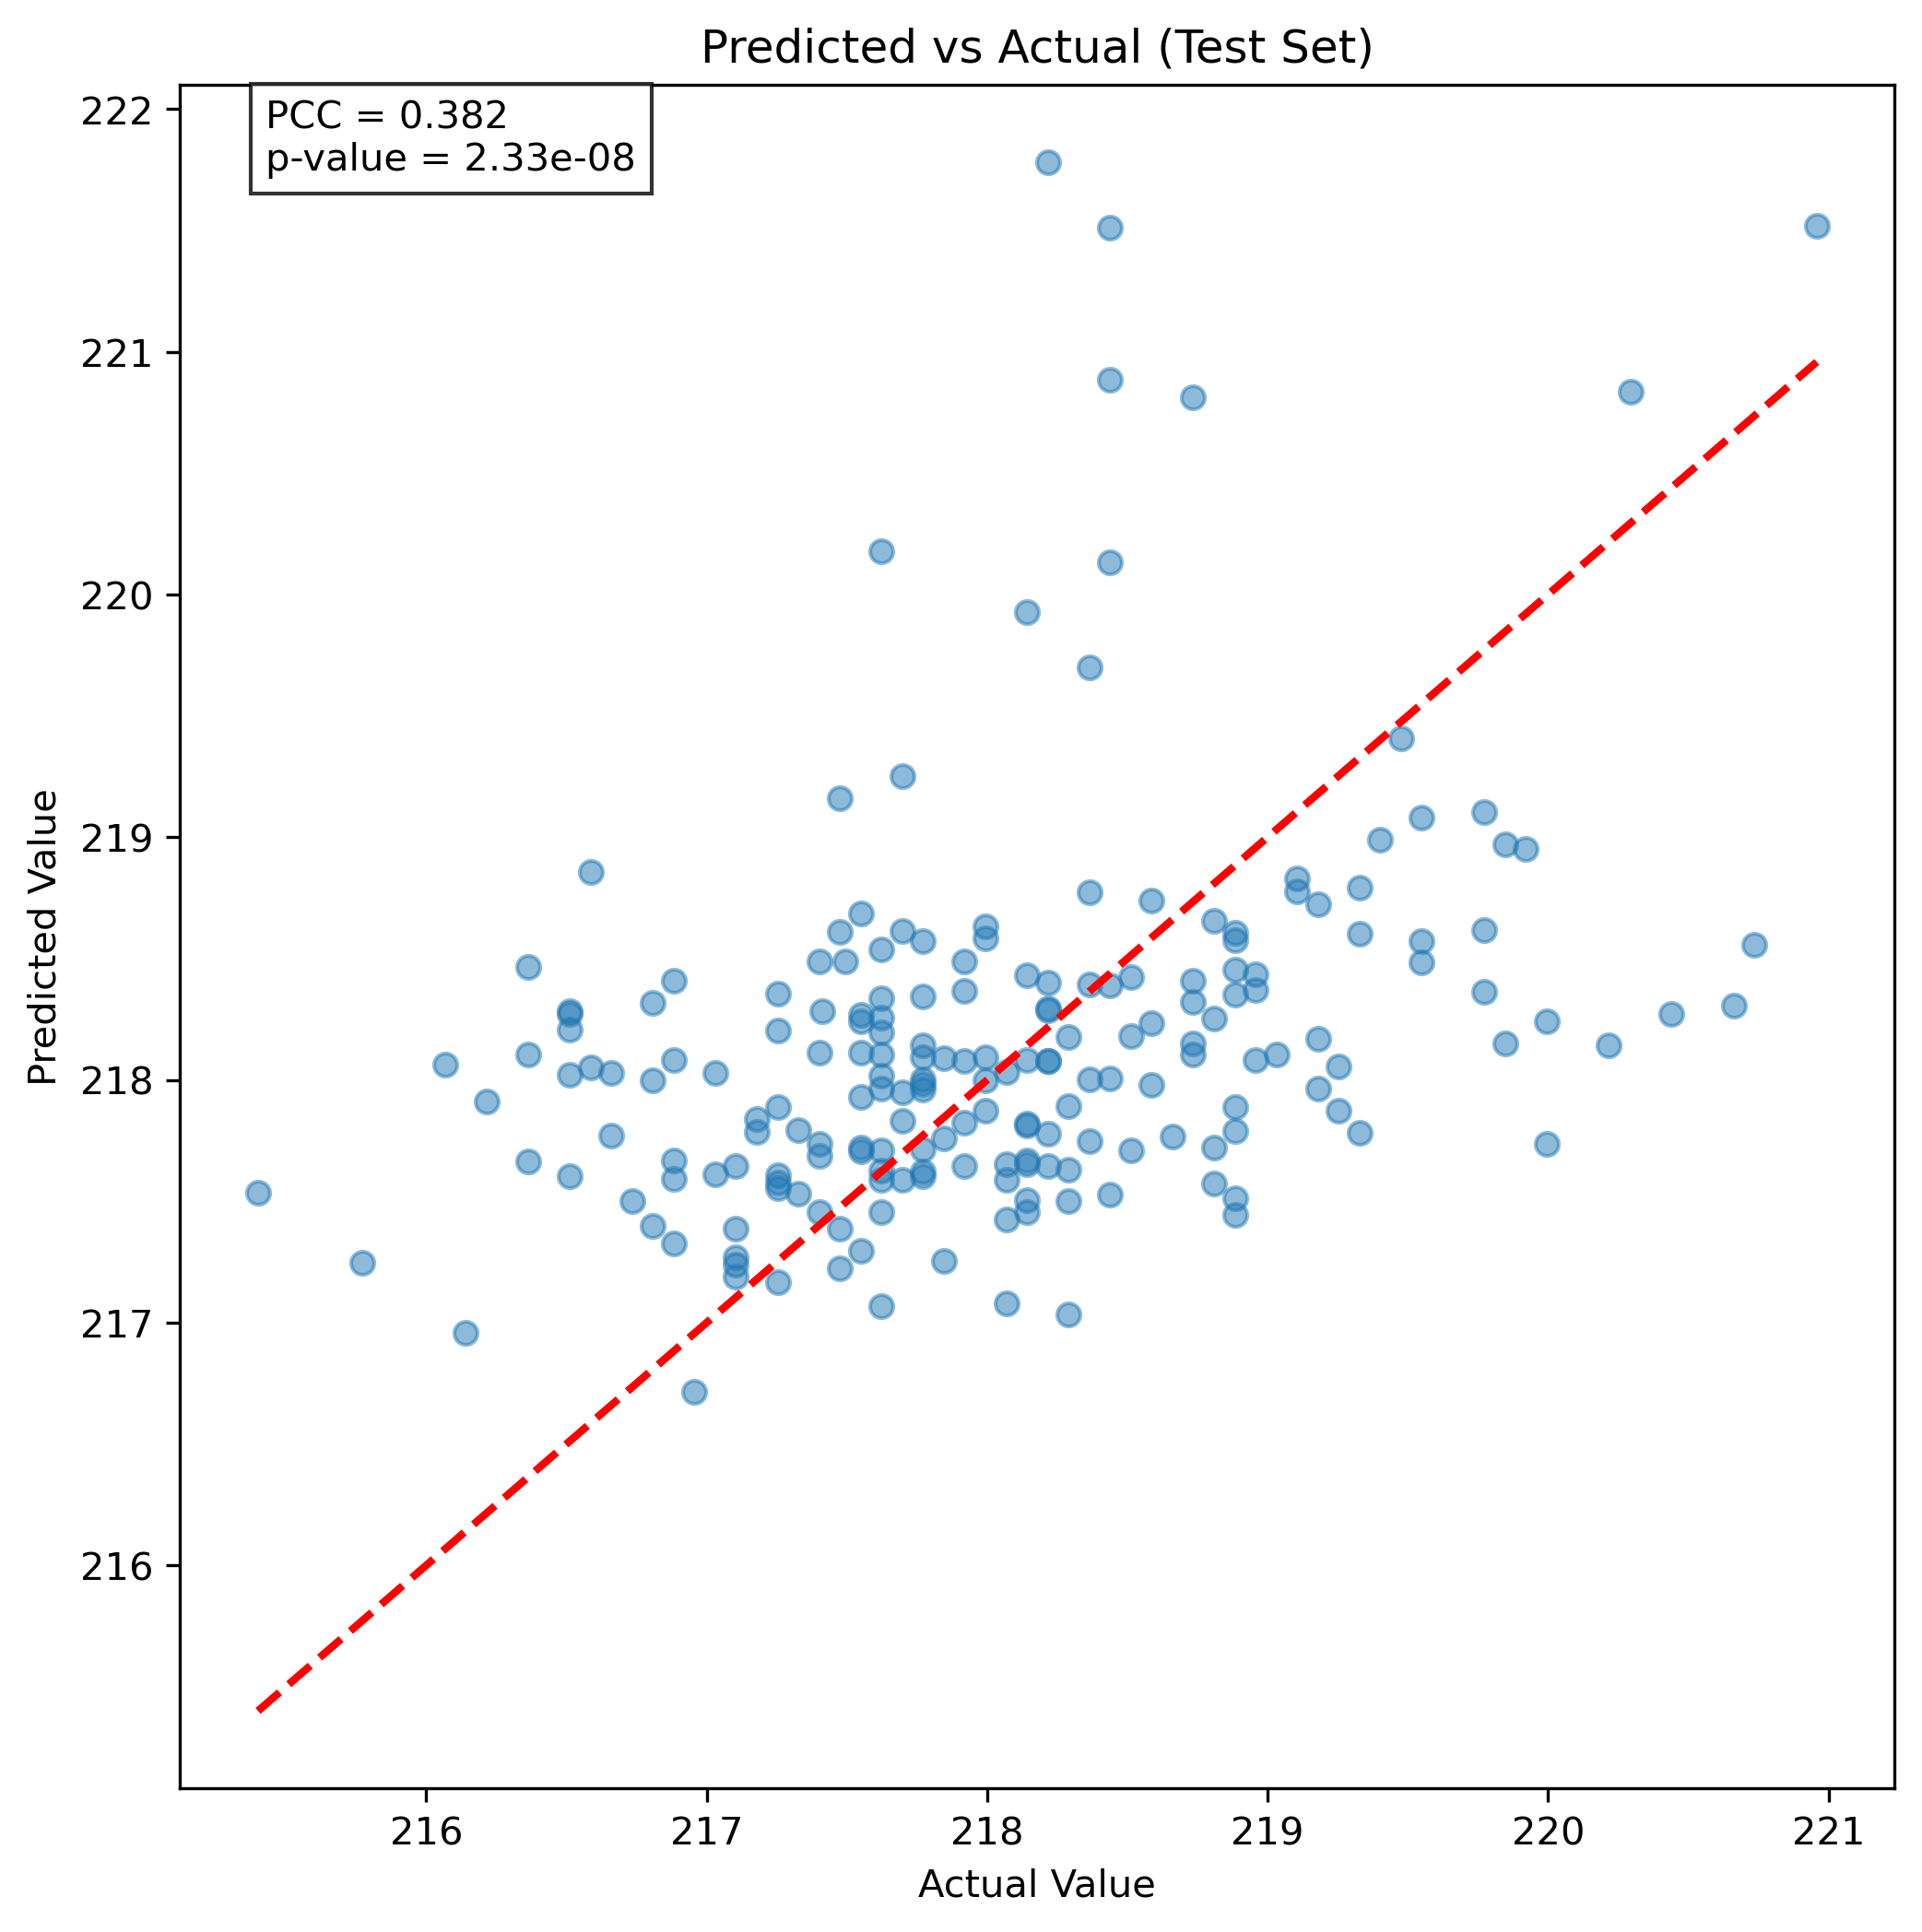 Predicted vs Actual (Test Set)
PCC = 0.382
p-value = 2.33e-08
222
221
220
219
218
217
216
Predicted Value
216 217 218 219 220 221
Actual Value